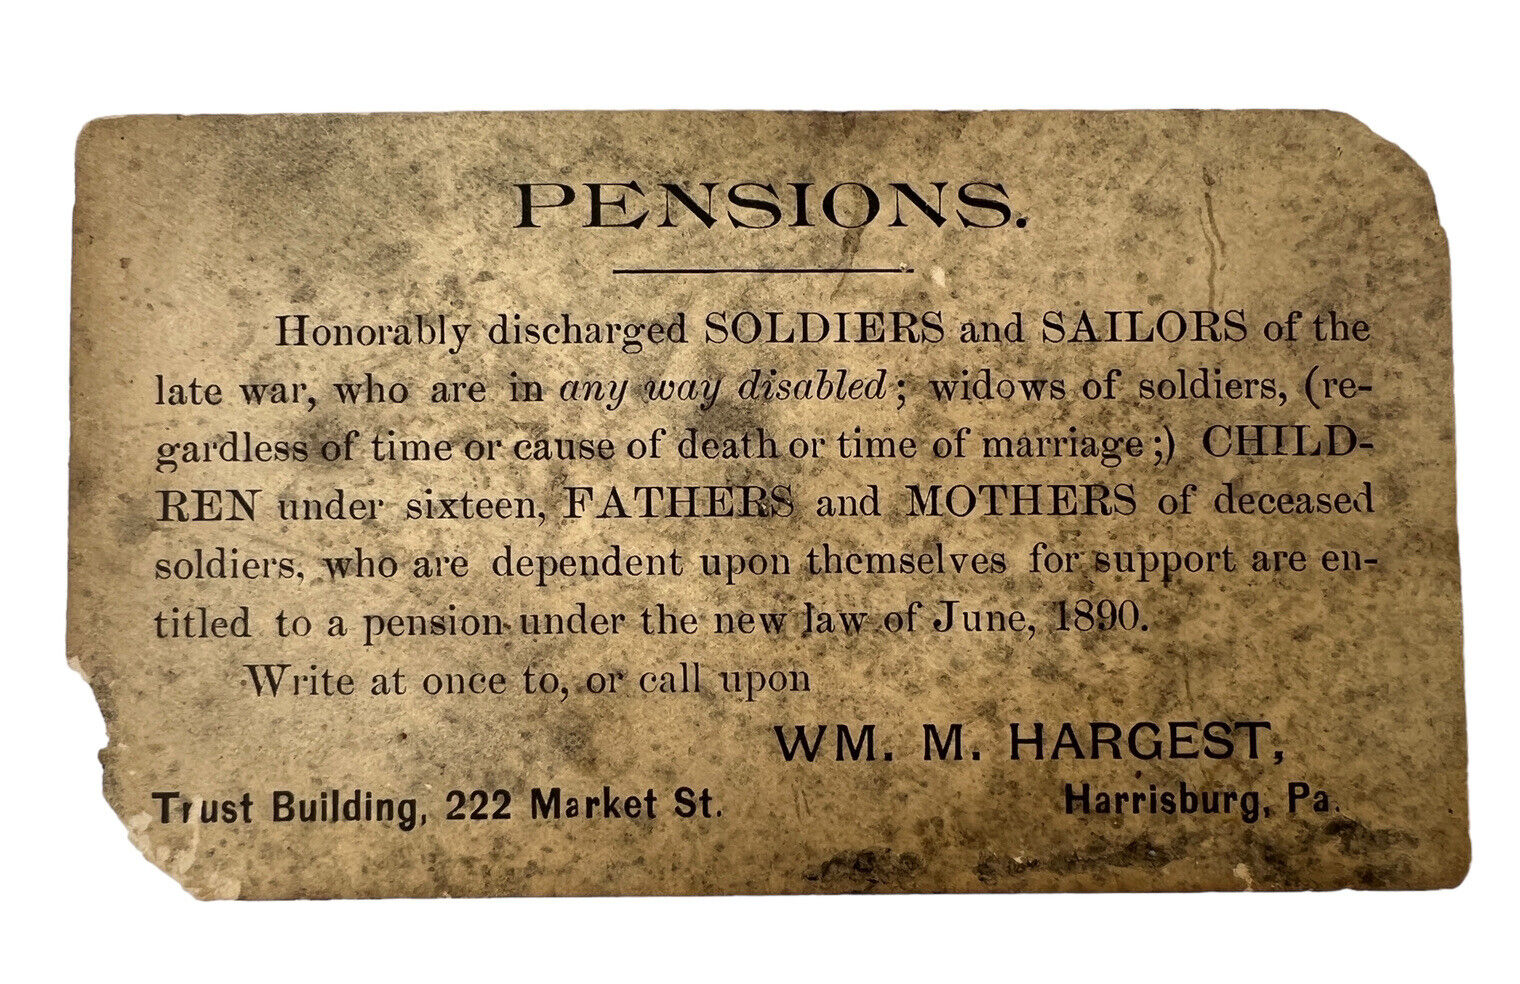 PENSIONS.
Honorably discharged SOLDIERS and SAILORS of the
late war, who are in any way disabled; widows of soldiers, (re-
gardless of time or cause of death or time of marriage;) CHILD-
REN under sixteen, FATHERS and MOTHERS of deceased
soldiers, who are dependent upon themselves for support are en-
titled to a pension under the new law of June, 1890.
Write at once to, or call upon
WM. M. HARGEST,
Trust Building, 222 Market St. Harrisburg, Pa.